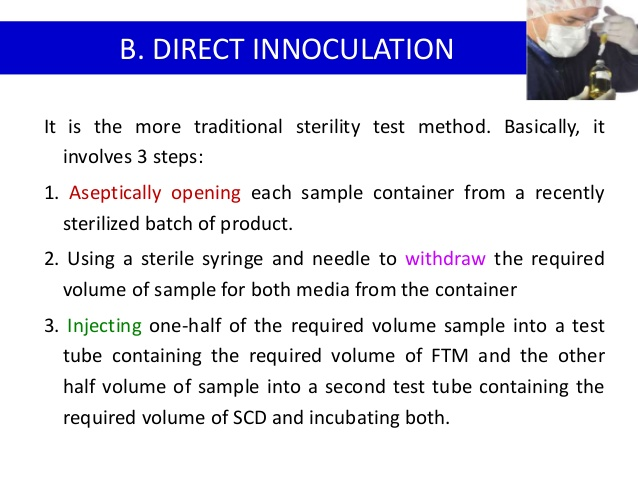 B. DIRECT INNOCULATION
It is the more traditional sterility test method. Basically, it
involves 3 steps:
1. Aseptically opening each sample container from a recently
sterilized batch of product.
2. Using a sterile syringe and needle to withdraw the required
volume of sample for both media from the container
3. Injecting one-half of the required volume sample into a test
tube containing the required volume of FTM and the other
half volume of sample into a second test tube containing the
required volume of SCD and incubating both.